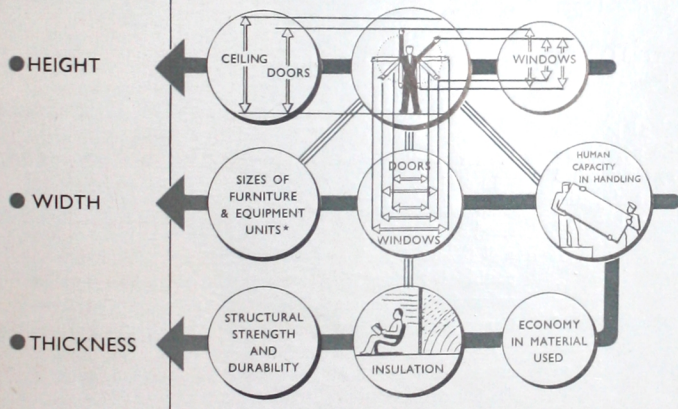 HEIGHT
CEILING
DOORS
WINDOWS
WIDTH
SIZES OF
FURNITURE
& EQUIPMENT
UNITS*
DOORS
WINDOWS
HUMAN
CAPACITY
IN HANDLING
THICKNESS
STRUCTURAL
STRENGTH
AND
DURABILITY
INSULATION
ECONOMY
IN MATERIAL
USED